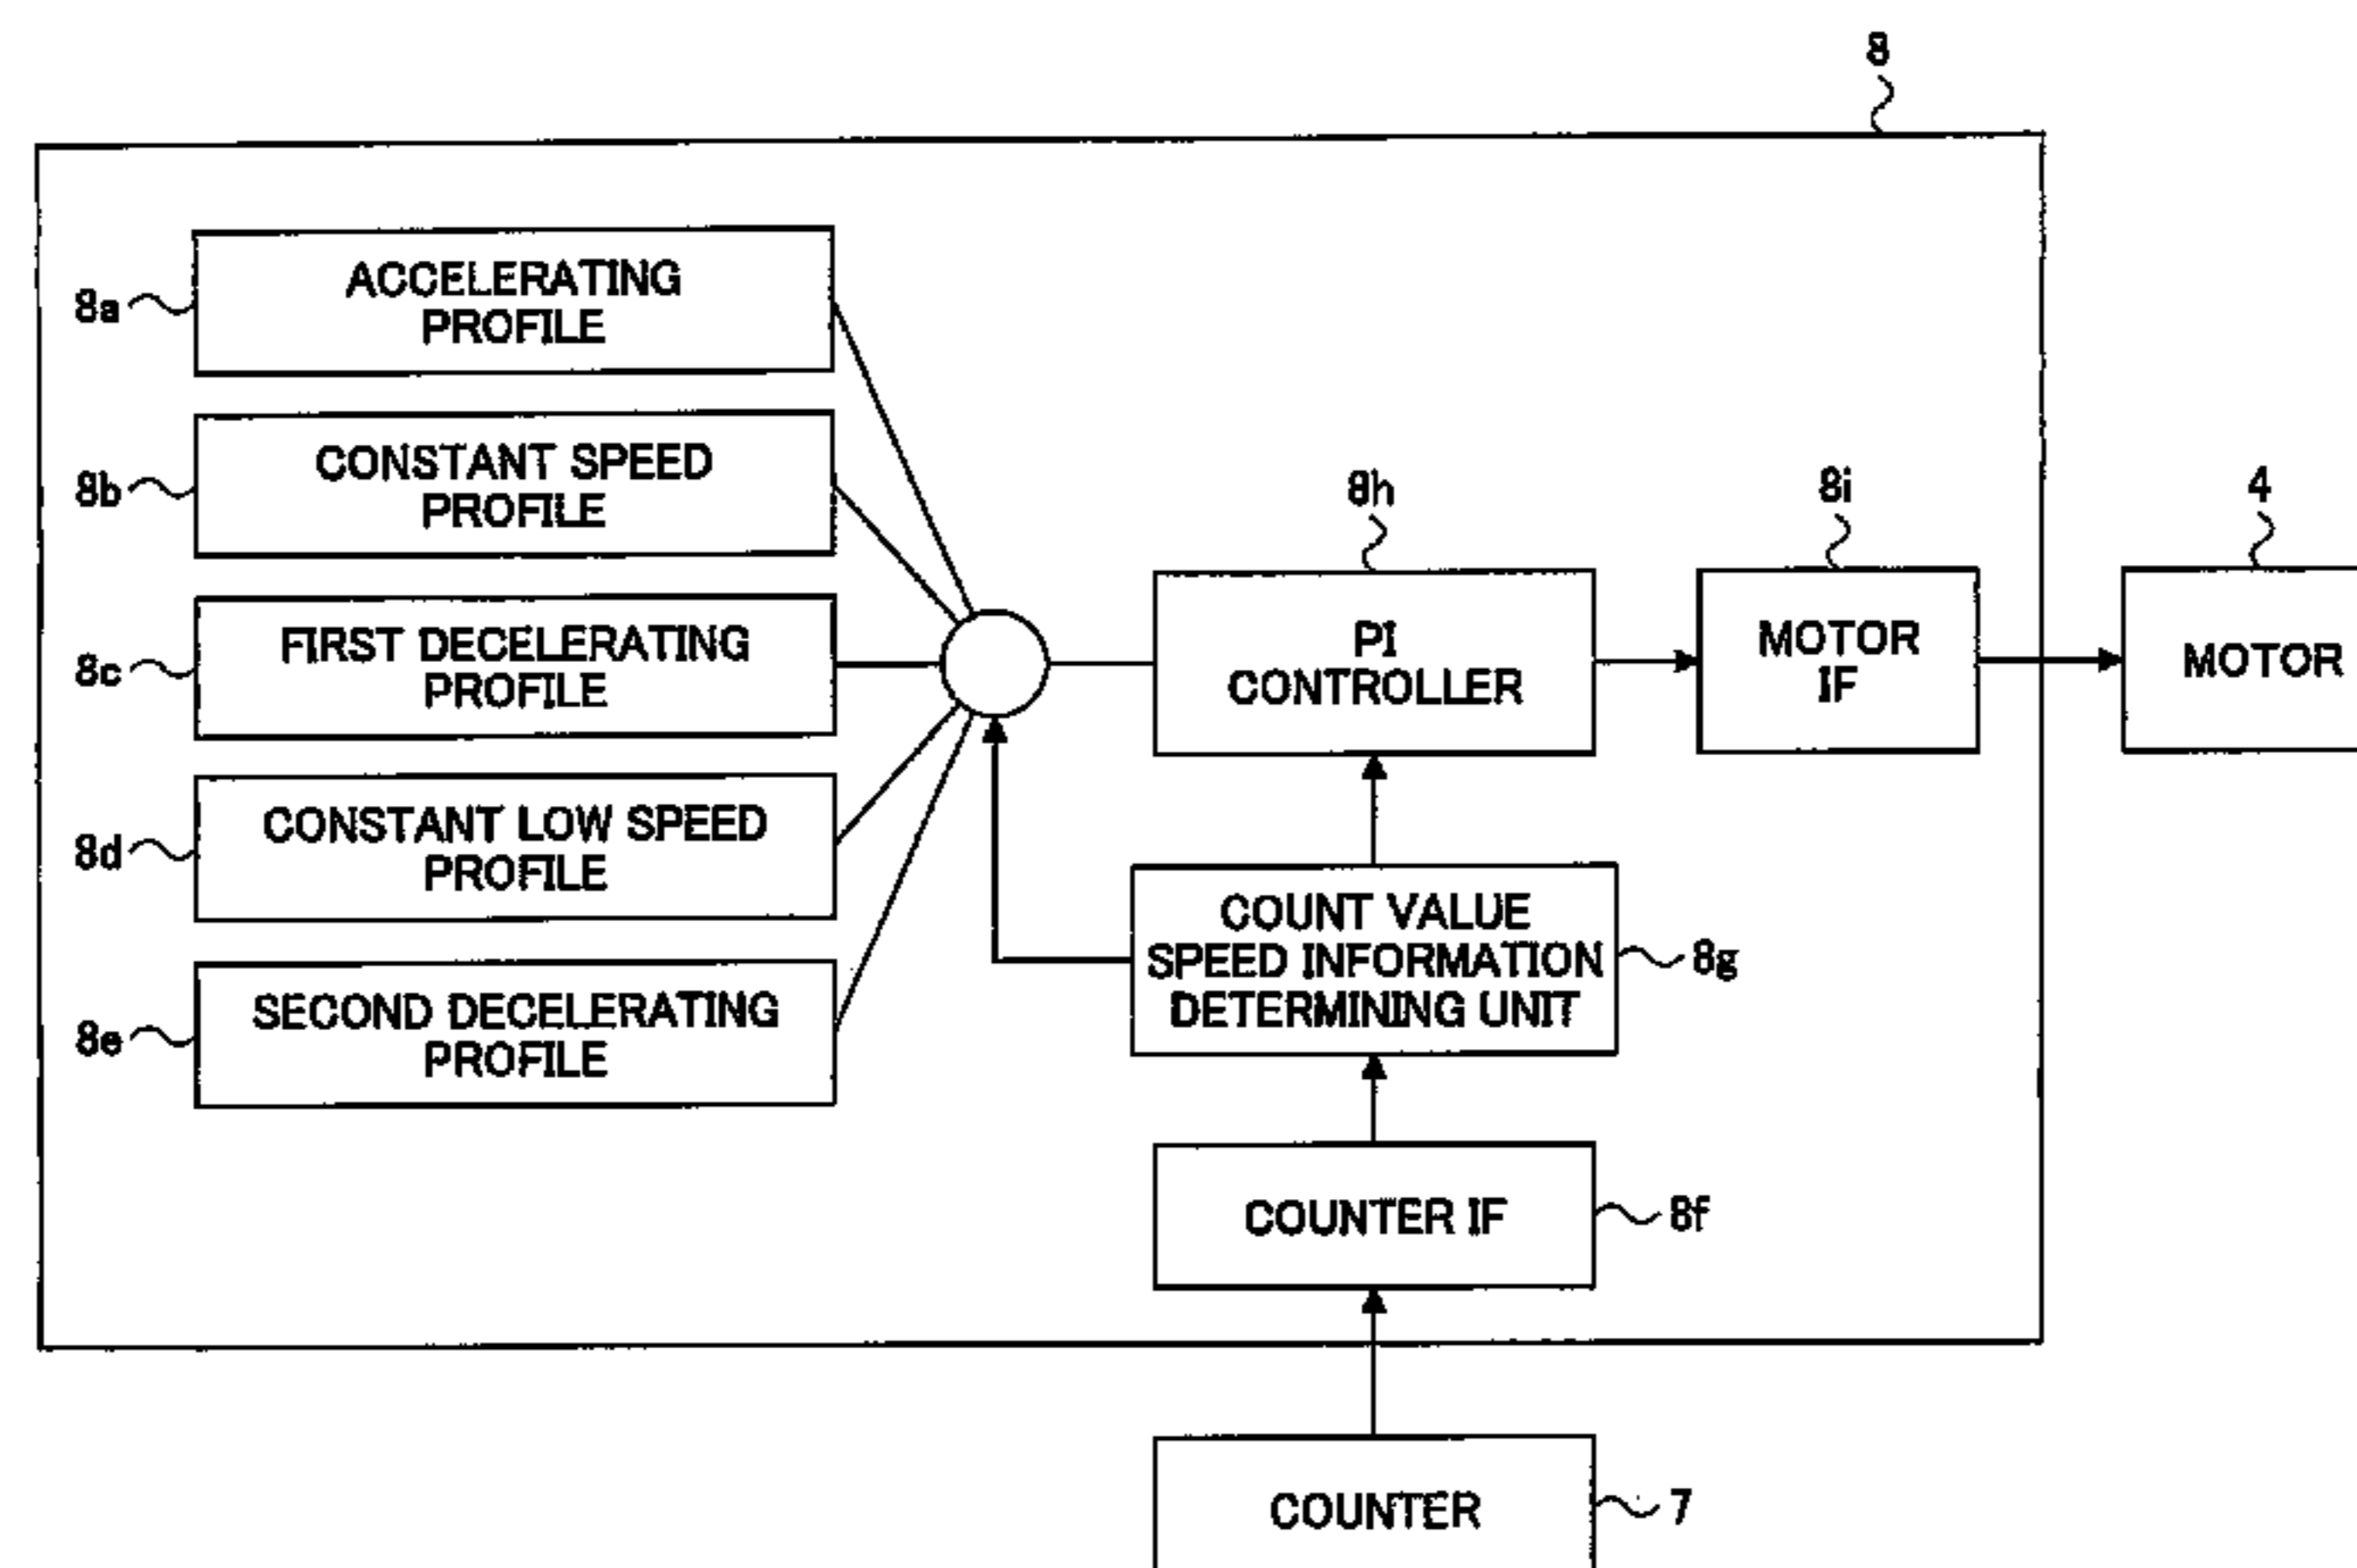 8
8a
ACCELERATING
PROFILE
8b
CONSTANT SPEED
PROFILE
8c
FIRST DECELERATING
PROFILE
8d
CONSTANT LOW SPEED
PROFILE
8e
SECOND DECELERATING
PROFILE
8h
PI
CONTROLLER
8i
MOTOR
IF
4
MOTOR
COUNT VALUE
SPEED INFORMATION
DETERMINING UNIT
8g
COUNTER IF
8f
COUNTER
7